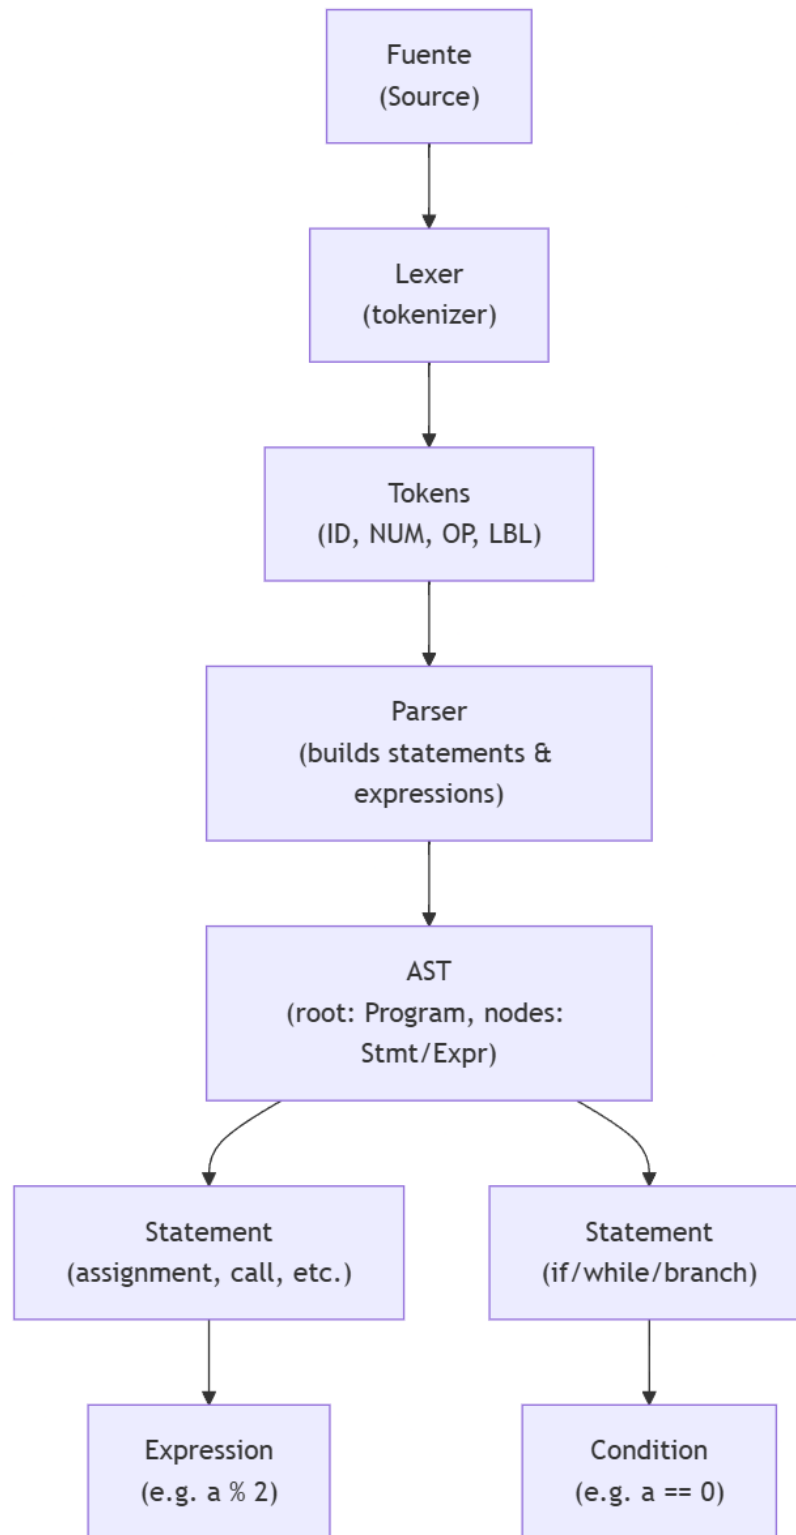 Fuente
(Source)
Lexer
(tokenizer)
Tokens
(ID, NUM, OP, LBL)
Parser
(builds statements &
expressions)
AST
(root: Program, nodes:
Stmt/Expr)
Statement
(assignment, call, etc.)
Statement
(if/while/branch)
Expression
(e.g. a % 2)
Condition
(e.g. a == 0)